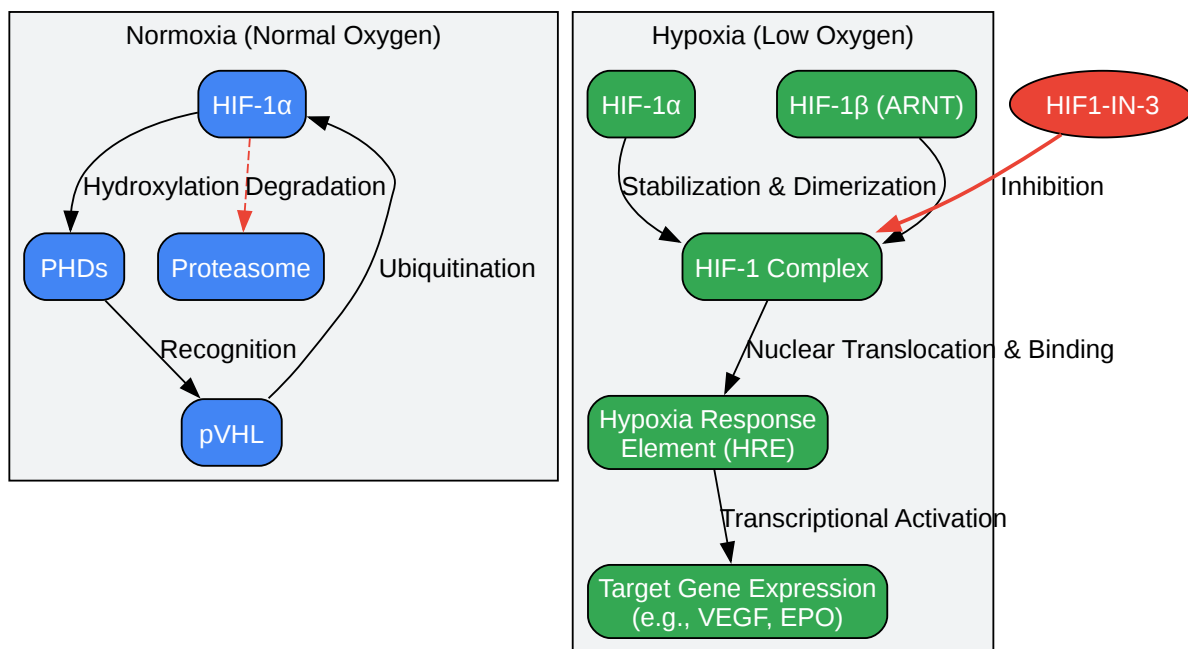 Normoxia (Normal Oxygen)
HIF-1α
Hydroxylation
Degradation
PHDs
Proteasome
Ubiquitination
Recognition
pVHL
Hypoxia (Low Oxygen)
HIF-1α
HIF-1β (ARNT)
HIF1-IN-3
Stabilization & Dimerization
Inhibition
HIF-1 Complex
Nuclear Translocation & Binding
Hypoxia Response
Element (HRE)
Transcriptional Activation
Target Gene Expression
(e.g., VEGF, EPO)